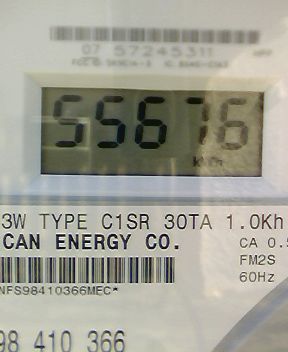 07 57245311
55676
kWh
3W TYPE C1SR 30TA 1.0Kh
CAN ENERGY CO.
CA 0.5
FM2S
60Hz
NFS98410366MEC*
98 410 366